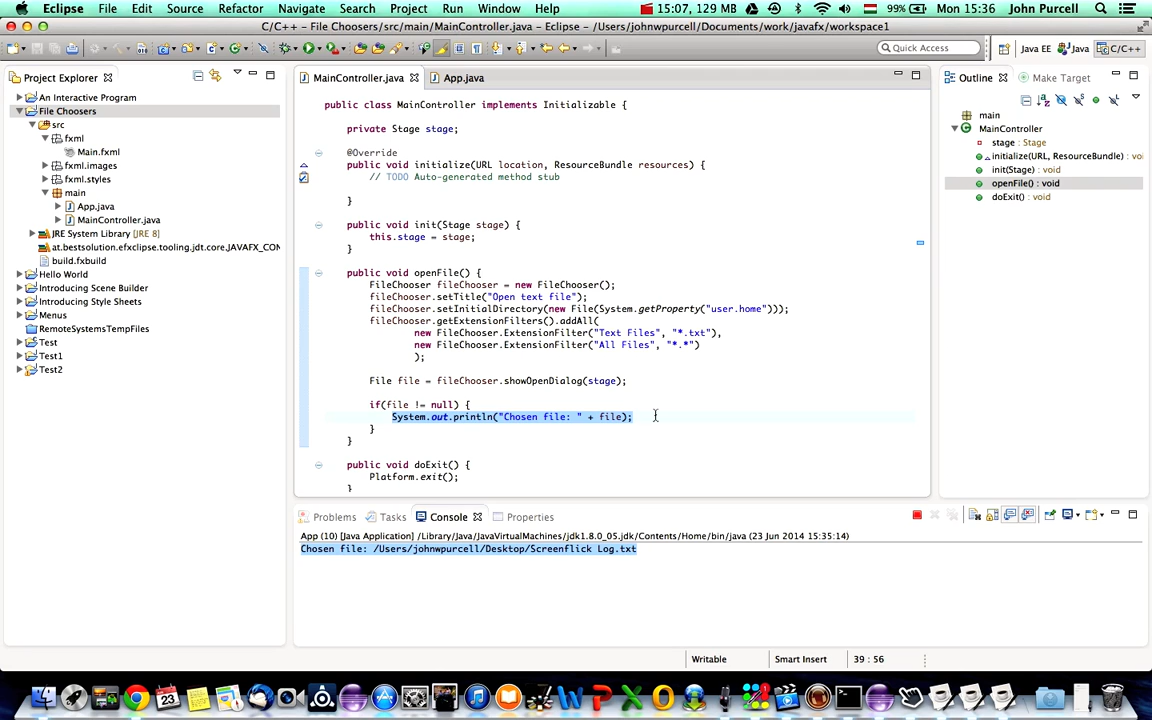 Eclipse File Edit Source Refactor Navigate Search Project Run Window Help 15:07, 129 MB 99% Mon 15:36 John Purcell
C/C++ - File Choosers/src/main/MainController.java - Eclipse - /Users/johnwpurcell/Documents/work/javafx/workspace1
Quick Access Java EE Java C/C++
Project Explorer
An Interactive Program
File Choosers
src
fxml
Main.fxml
fxml.images
fxml.styles
main
App.java
MainController.java
JRE System Library [JRE 8]
at.bestsolution.efxclipse.tooling.jdt.core.JAVAFX_CON
build.fxbuild
Hello World
Introducing Scene Builder
Introducing Style Sheets
Menus
RemoteSystemsTempFiles
Test
Test1
Test2
MainController.java App.java
public class MainController implements Initializable {
private Stage stage;
@Override
public void initialize(URL location, ResourceBundle resources) {
// TODO Auto-generated method stub
}
public void init(Stage stage) {
this.stage = stage;
}
public void openFile() {
FileChooser fileChooser = new FileChooser();
fileChooser.setTitle("Open text file");
fileChooser.setInitialDirectory(new File(System.getProperty("user.home")));
fileChooser.getExtensionFilters().addAll(
new FileChooser.ExtensionFilter("Text Files", "*.txt"),
new FileChooser.ExtensionFilter("All Files", "*.*")
);
File file = fileChooser.showOpenDialog(stage);
if(file != null) {
System.out.println("Chosen file: " + file);
}
}
public void doExit() {
Platform.exit();
}
Outline Make Target
main
MainController
stage : Stage
initialize(URL, ResourceBundle) : voi
init(Stage) : void
openFile() : void
doExit() : void
Problems Tasks Console Properties
App (10) [Java Application] /Library/Java/JavaVirtualMachines/jdk1.8.0_05.jdk/Contents/Home/bin/java (23 Jun 2014 15:35:14)
Chosen file: /Users/johnwpurcell/Desktop/Screenflick Log.txt
Writable Smart Insert 39 : 56
23